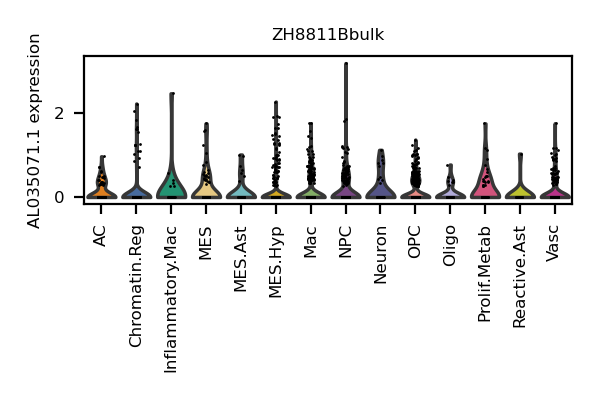 ZH8811Bbulk
AL035071.1 expression
2
0
AC
Chromatin.Reg
Inflammatory.Mac
MES
MES.Ast
MES.Hyp
Mac
NPC
Neuron
OPC
Oligo
Prolif.Metab
Reactive.Ast
Vasc